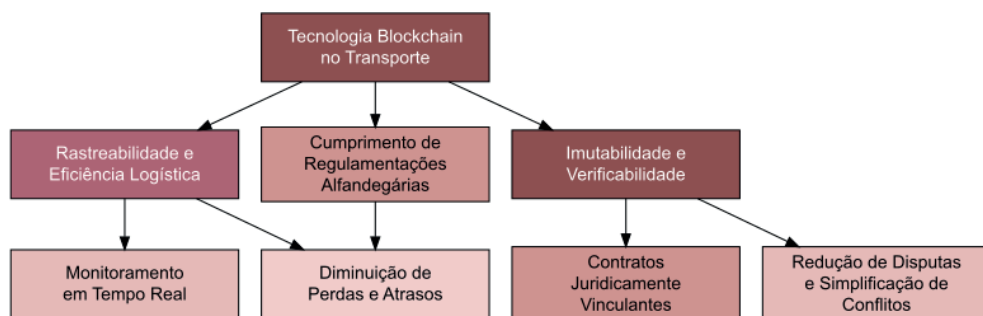 Tecnologia Blockchain
no Transporte
Rastreabilidade e
Eficiência Logística
Cumprimento de
Regulamentações
Alfandegárias
Imutabilidade e
Verificabilidade
Monitoramento
em Tempo Real
Diminuição de
Perdas e Atrasos
Contratos
Juridicamente
Vinculantes
Redução de Disputas
e Simplificação de
Conflitos